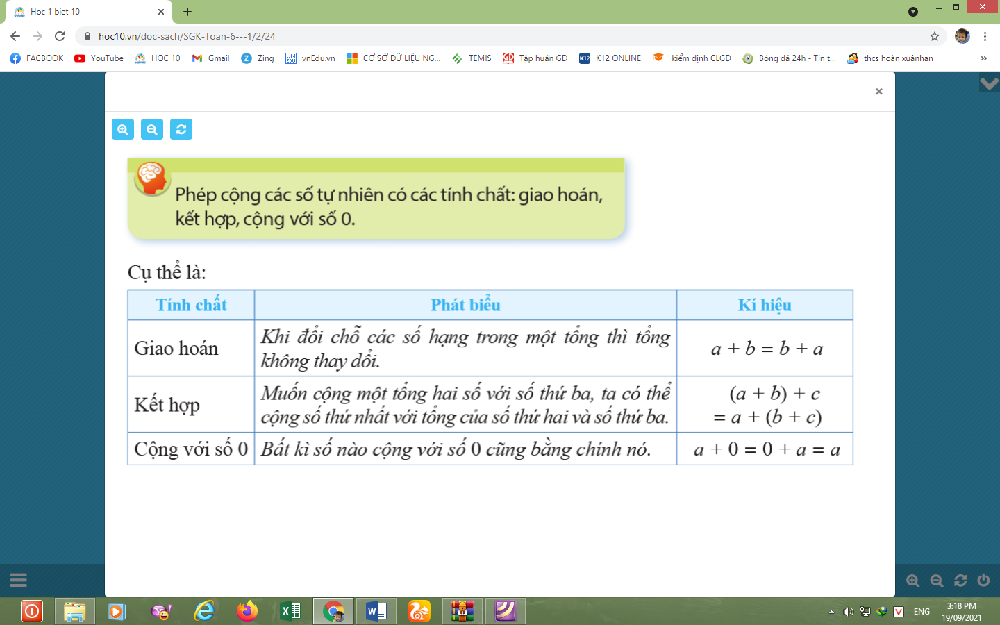 Hoc 1 biet 10
hoc10.vn/doc-sach/SGK-Toan-6---1/2/24
FACBOOK YouTube HOC 10 Gmail Zing VN EDU vnEdu.vn CƠ SỞ DỮ LIỆU NG... TEMIS GD Tập huấn GD K12 K12 ONLINE kiểm định CLGD Bóng đá 24h - Tin t... thcs hoàn xuânhan »
Phép cộng các số tự nhiên có các tính chất: giao hoán,
kết hợp, cộng với số 0.
Cụ thể là:
Tính chất Phát biểu Kí hiệu
Giao hoán
Khi đổi chỗ các số hạng trong một tổng thì tổng
không thay đổi.
a + b = b + a
Kết hợp
Muốn cộng một tổng hai số với số thứ ba, ta có thể
cộng số thứ nhất với tổng của số thứ hai và số thứ ba.
(a + b) + c
= a + (b + c)
Cộng với số 0 Bất kì số nào cộng với số 0 cũng bằng chính nó. a + 0 = 0 + a = a
ENG
3:18 PM
19/09/2021